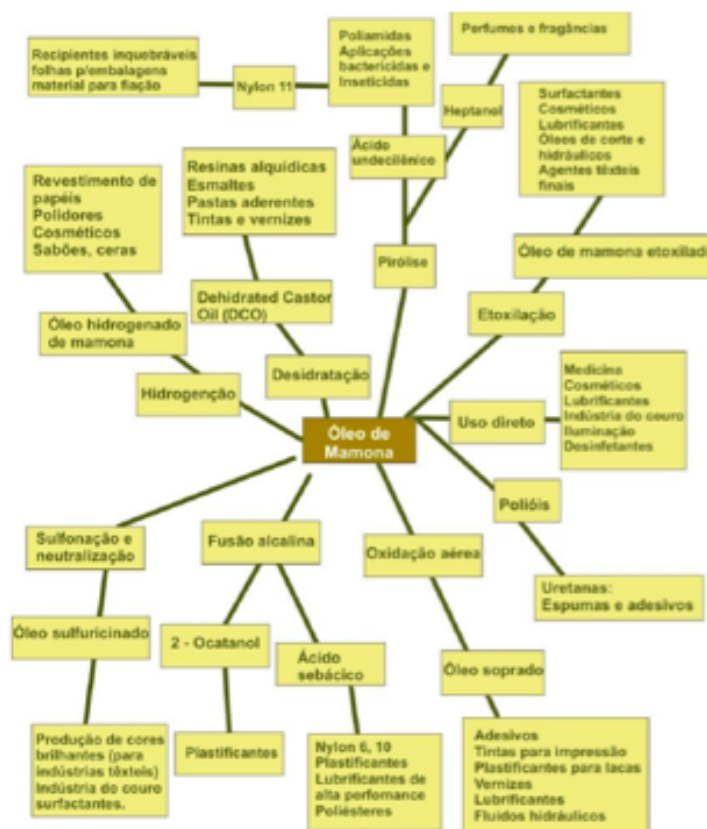 Recipientes inquebráveis
folhas p/embalagens
material para fiação
Nylon 11
Poliamidas
Aplicações
bactericidas e
Inseticidas
Perfumes e fragâncias
Heptanol
Ácido
undecilênico
Surfactantes
Cosméticos
Lubrificantes
Óleos de corte e
hidráulicos
Agentes têxteis
finais
Revestimento de
papéis
Polidores
Cosméticos
Sabões, ceras
Resinas alquídicas
Esmaltes
Pastas aderentes
Tintas e vernizes
Pirólise
Óleo de mamona etoxilado
Óleo hidrogenado
de mamona
Dehidrated Castor
Oil (DCO)
Etoxilação
Hidrogenção
Desidratação
Óleo de
Mamona
Uso direto
Medicina
Cosméticos
Lubrificantes
Indústria do couro
Iluminação
Desinfetantes
Polióis
Uretanas:
Espumas e adesivos
Sulfonação e
neutralização
Fusão alcalina
Oxidação aérea
Óleo sulfuricinado
2 - Ocatanol
Ácido
sebácico
Óleo soprado
Produção de cores
brilhantes (para
indústrias têxteis)
Indústria do couro
surfactantes.
Plastificantes
Nylon 6, 10
Plastificantes
Lubrificantes de
alta perfomance
Poliésteres
Adesivos
Tintas para impressão
Plastificantes para lacas
Vernizes
Lubrificantes
Fluidos hidráulicos